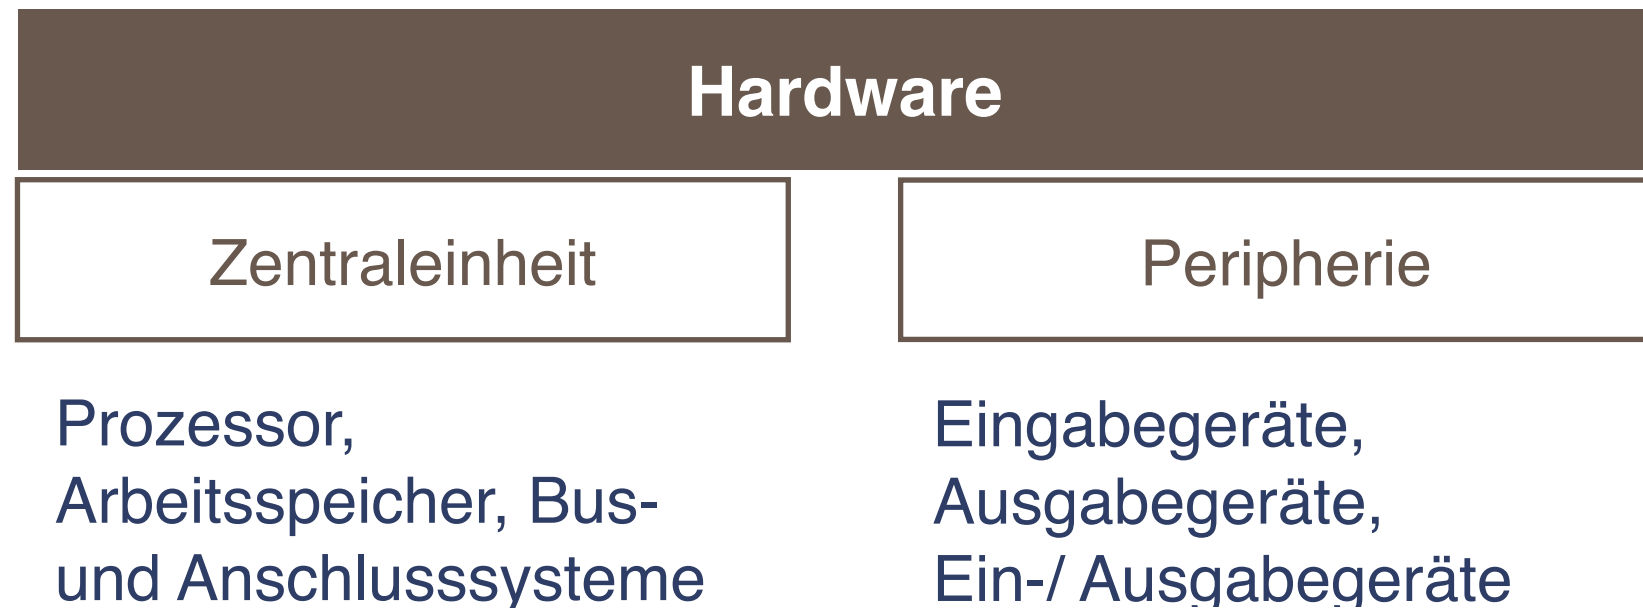 Hardware
Zentraleinheit
Peripherie
Prozessor,
Arbeitsspeicher, Bus-
und Anschlusssysteme
Eingabegeräte,
Ausgabegeräte,
Ein-/ Ausgabegeräte